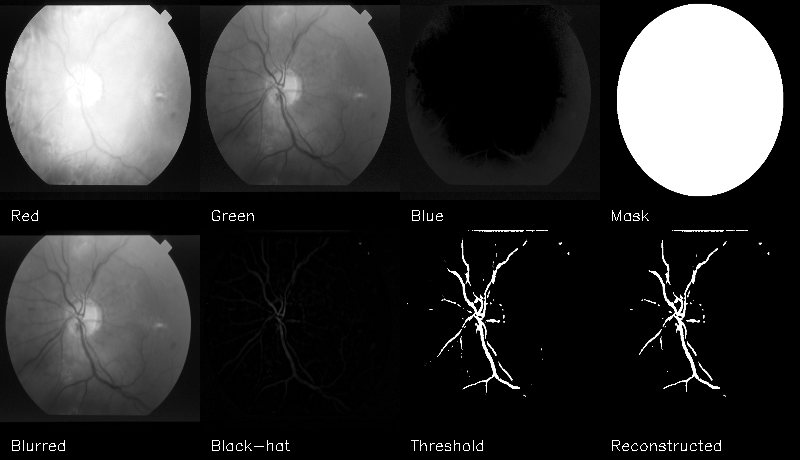 Red
Green
Blue
Mask
Blurred
Black-hat
Threshold
Reconstructed